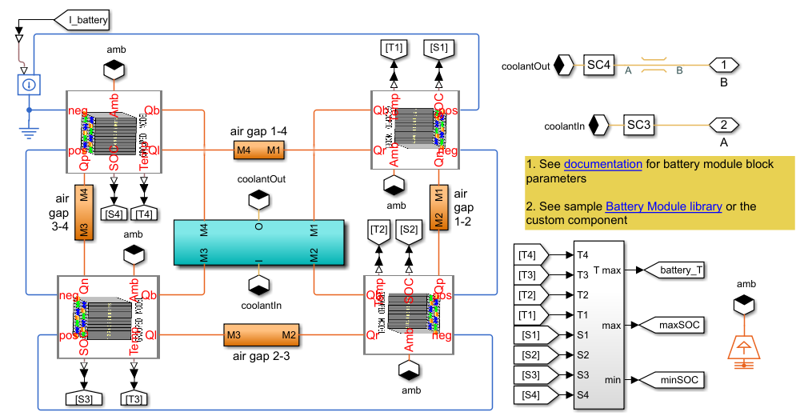 I_battery
amb
[T1]
[S1]
coolantOut
SC4
A
B
1
B
neg
Amb
Qb
Qb
Temp
SOC
pos
air gap 1-4
M4
M1
coolantIn
SC3
2
A
pos
Qp
SOC
Temp
Ql
Qr
Amb
Qn
neg
1. See documentation for battery module block
parameters
2. See sample Battery Module library or the
custom component
M4
M3
air
gap
3-4
[S4]
[T4]
coolantOut
amb
M1
M2
air
gap
1-2
M4
M3
O
I
M1
M2
[T2]
[S2]
amb
coolantIn
Qn
neg
Amb
Qb
pos
SOC
Temp
Ql
Qb
Temp
SOC
Qp
pos
Qr
Amb
neg
M3
M2
air gap 2-3
amb
[S3]
[T3]
[T4]
[T3]
[T2]
[T1]
[S1]
[S2]
[S3]
[S4]
T4
T3
T2
T1
S1
S2
S3
S4
T max
max
min
battery_T
maxSOC
minSOC
amb